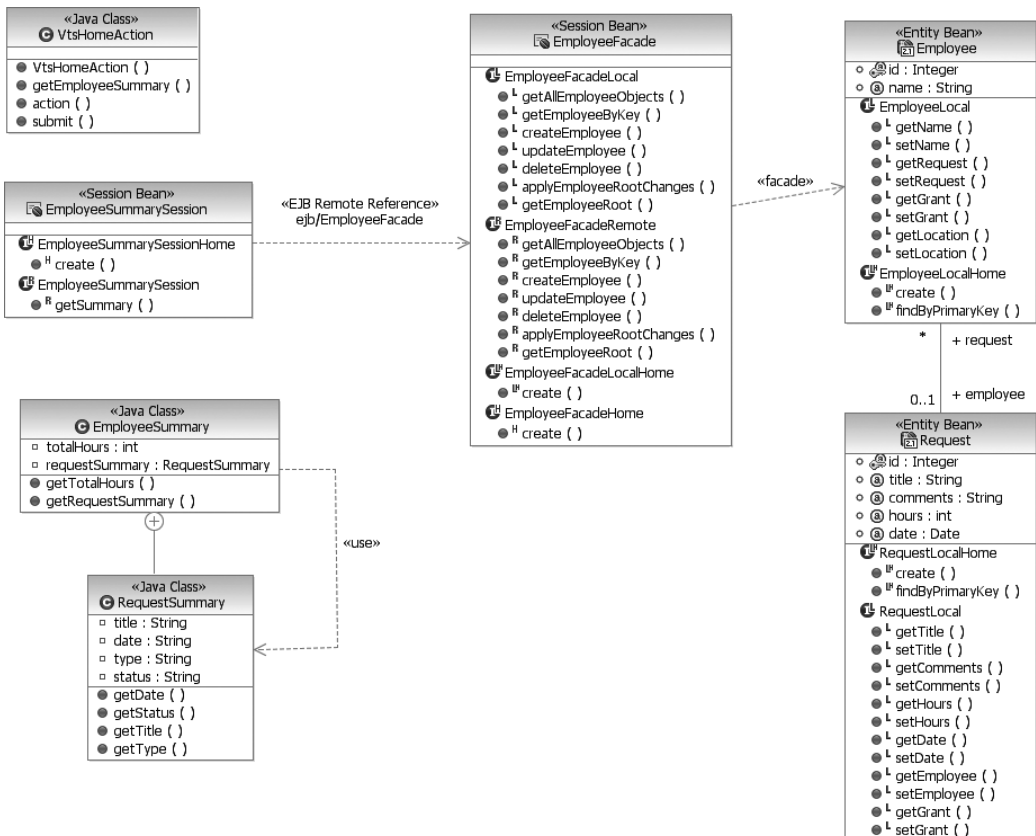 «Java Class»
VtsHomeAction
VtsHomeAction ( )
getEmployeeSummary ( )
action ( )
submit ( )
«Session Bean»
EmployeeSummarySession
EmployeeSummarySessionHome
H create ( )
EmployeeSummarySession
R getSummary ( )
«EJB Remote Reference»
ejb/EmployeeFacade
«Session Bean»
EmployeeFacade
EmployeeFacadeLocal
L getAllEmployeeObjects ( )
L getEmployeeByKey ( )
L createEmployee ( )
L updateEmployee ( )
L deleteEmployee ( )
L applyEmployeeRootChanges ( )
L getEmployeeRoot ( )
EmployeeFacadeRemote
R getAllEmployeeObjects ( )
R getEmployeeByKey ( )
R createEmployee ( )
R updateEmployee ( )
R deleteEmployee ( )
R applyEmployeeRootChanges ( )
R getEmployeeRoot ( )
EmployeeFacadeLocalHome
LH create ( )
EmployeeFacadeHome
H create ( )
«facade»
«Entity Bean»
Employee
id : Integer
name : String
EmployeeLocal
L getName ( )
L setName ( )
L getRequest ( )
L setRequest ( )
L getGrant ( )
L setGrant ( )
L getLocation ( )
L setLocation ( )
EmployeeLocalHome
LH create ( )
LH findByPrimaryKey ( )
* + request
0..1 + employee
«Java Class»
EmployeeSummary
totalHours : int
requestSummary : RequestSummary
getTotalHours ( )
getRequestSummary ( )
«use»
«Java Class»
RequestSummary
title : String
date : String
type : String
status : String
getDate ( )
getStatus ( )
getTitle ( )
getType ( )
«Entity Bean»
Request
id : Integer
title : String
comments : String
hours : int
date : Date
RequestLocalHome
LH create ( )
LH findByPrimaryKey ( )
RequestLocal
L getTitle ( )
L setTitle ( )
L getComments ( )
L setComments ( )
L getHours ( )
L setHours ( )
L getDate ( )
L setDate ( )
L getEmployee ( )
L setEmployee ( )
L getGrant ( )
L setGrant ( )